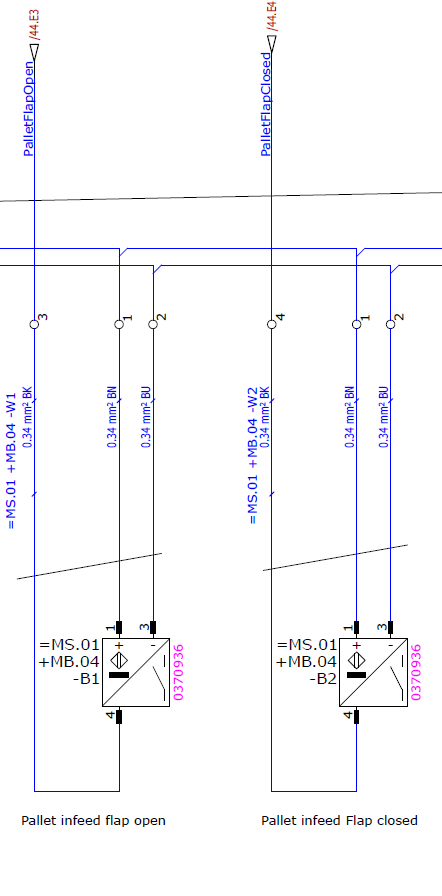 /44.E3
/44.E4
PalletFlapOpen
PalletFlapClosed
3
1
2
4
1
2
=MS.01 +MB.04 -W1
0.34 mm² BK
0.34 mm² BN
0.34 mm² BU
=MS.01 +MB.04 -W2
0.34 mm² BK
0.34 mm² BN
0.34 mm² BU
1
3
=MS.01
+MB.04
-B1
+
-
0370936
4
1
3
=MS.01
+MB.04
-B2
+
-
0370936
4
Pallet infeed flap open
Pallet infeed Flap closed